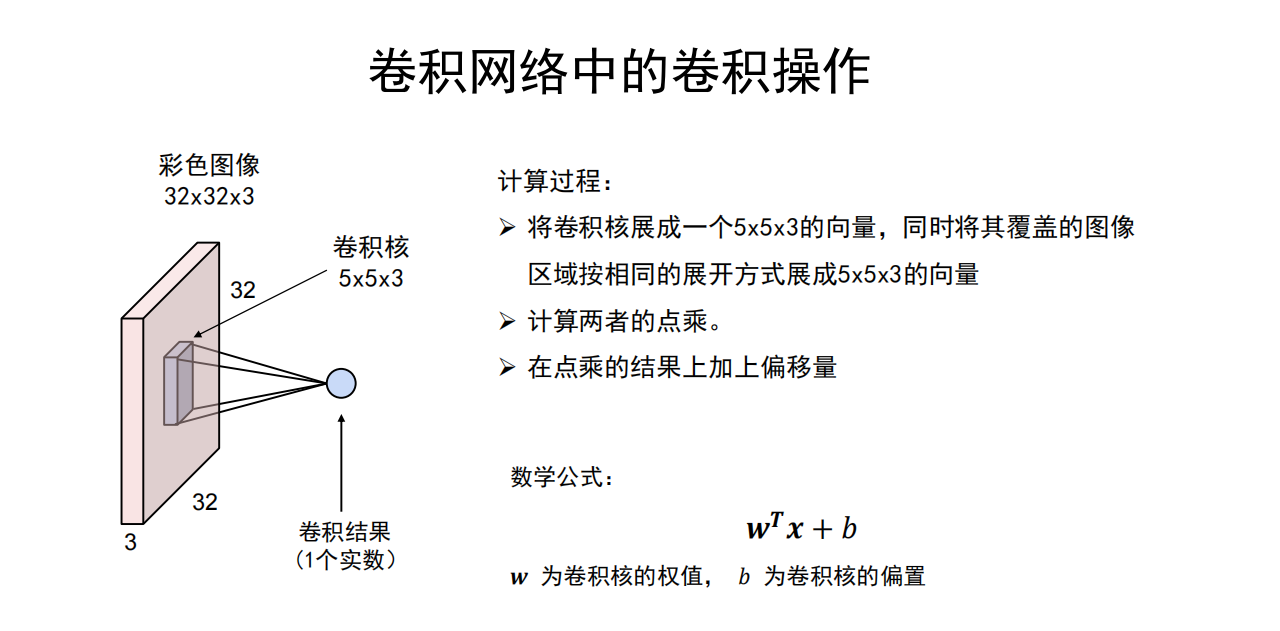 卷积网络中的卷积操作
彩色图像
32x32x3
卷积核
5x5x3
32
32
3
卷积结果
(1个实数)
计算过程：
➢ 将卷积核展成一个5x5x3的向量，同时将其覆盖的图像
区域按相同的展开方式展成5x5x3的向量
➢ 计算两者的点乘。
➢ 在点乘的结果上加上偏移量
数学公式：
wᵀx + b
w 为卷积核的权值， b 为卷积核的偏置